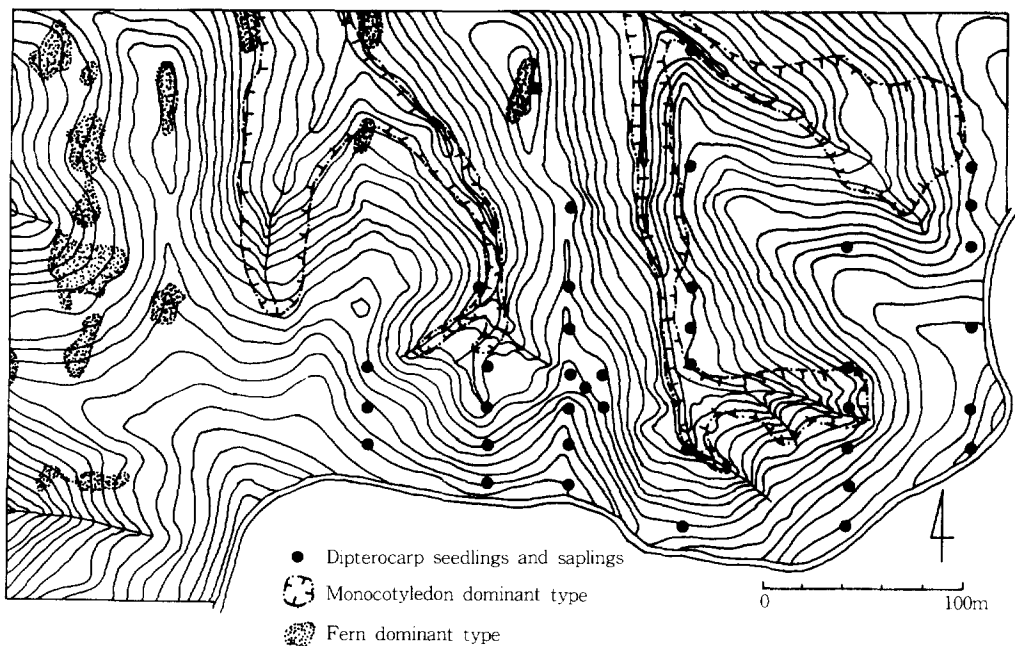 Dipterocarp seedlings and saplings
Monocotyledon dominant type
Fern dominant type
0 100m